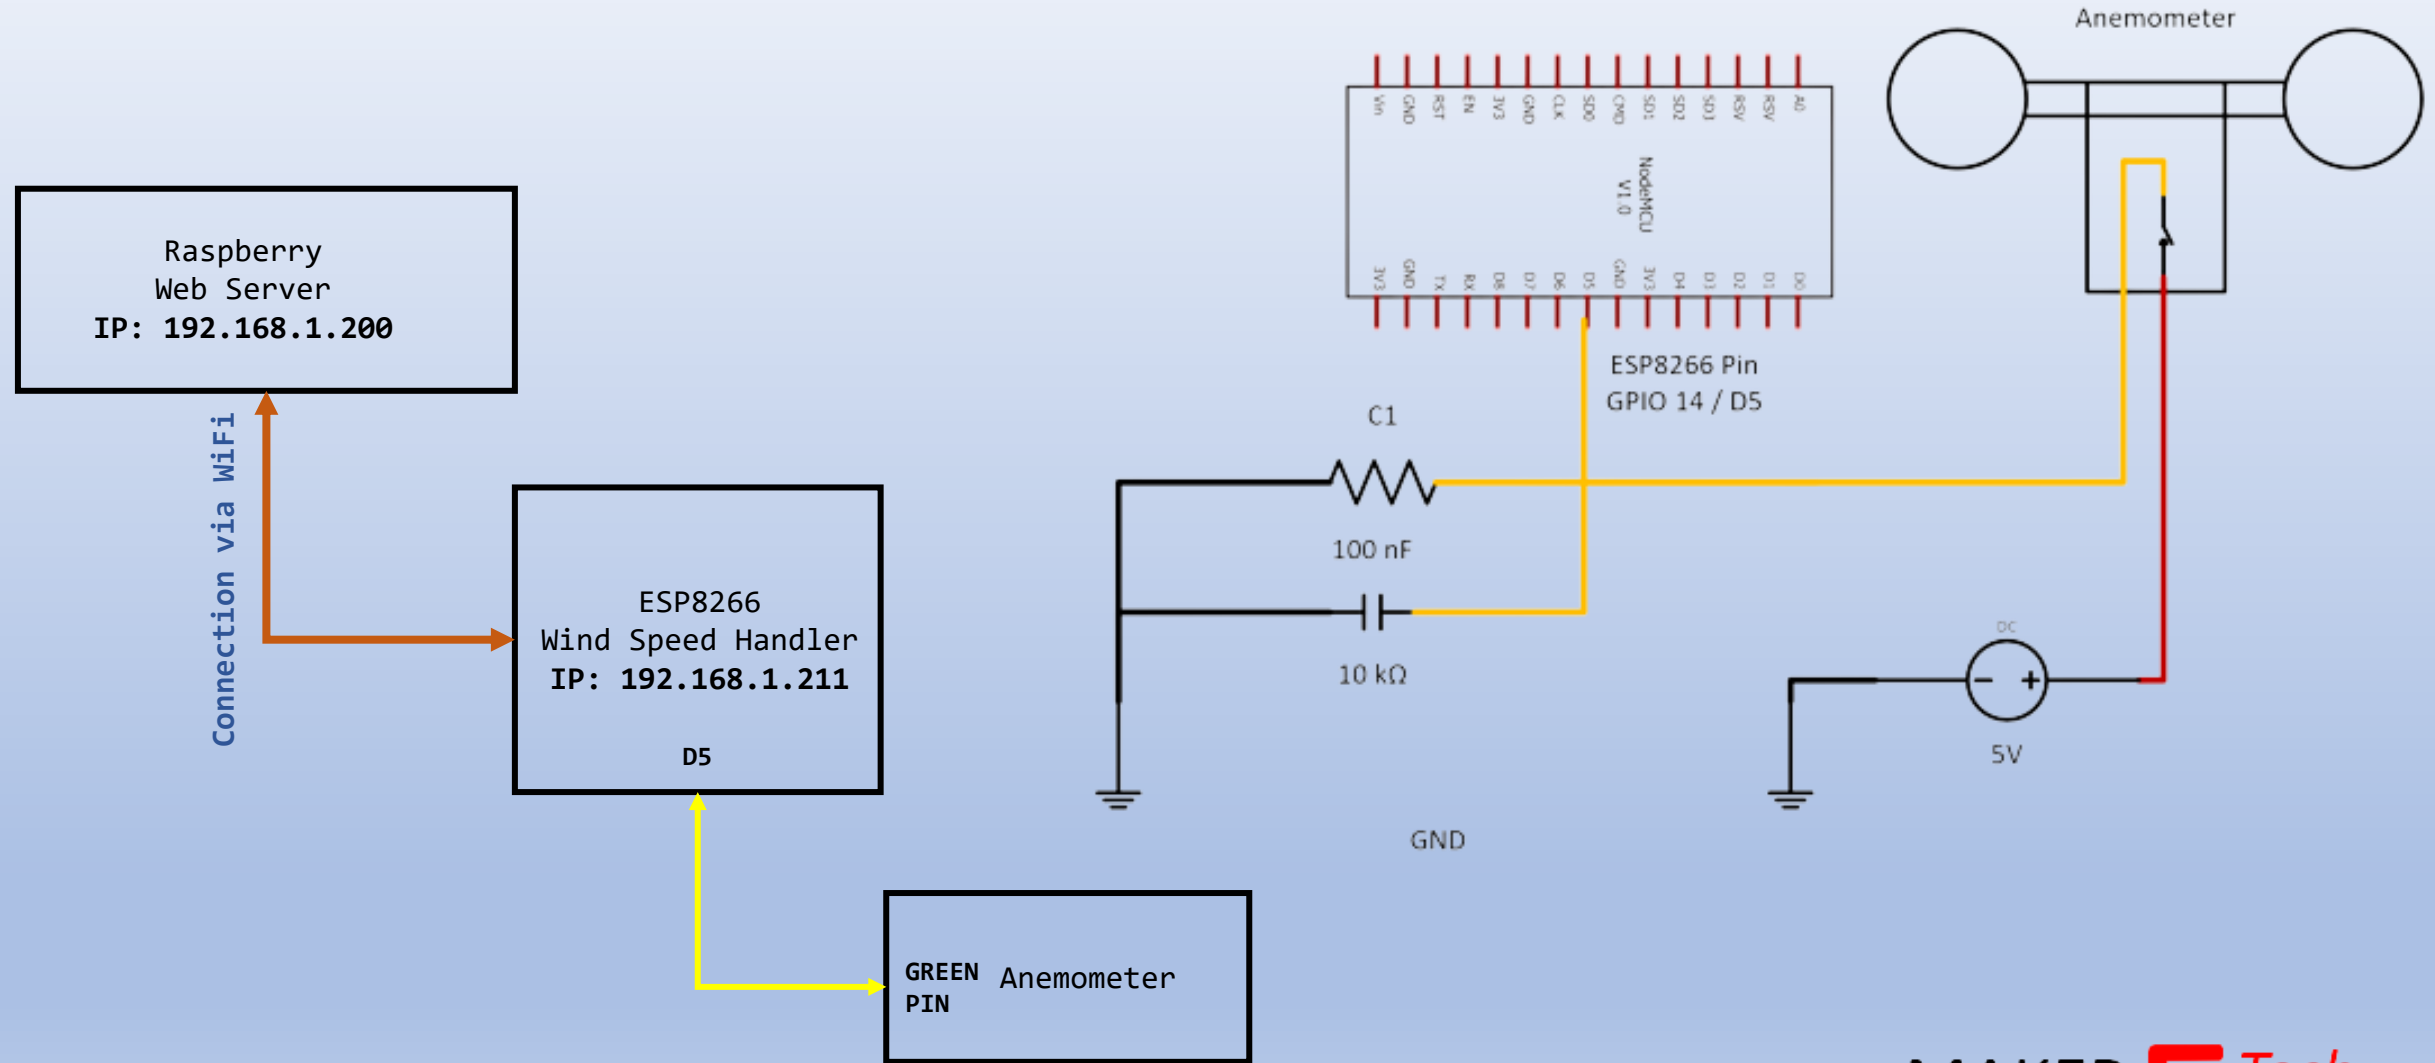 Anemometer
Vin GND RST EN 3V3 GND CLK SD0 CMD SD1 SD2 SD3 RSV RSV A0
NodeMCU
V1.0
3V3 GND TX RX D8 D7 D6 D5 GND 3V3 D4 D3 D2 D1 D0
ESP8266 Pin
GPIO 14 / D5
Raspberry
Web Server
IP: 192.168.1.200
Connection via WiFi
C1
100 nF
10 kΩ
ESP8266
Wind Speed Handler
IP: 192.168.1.211
D5
DC
- +
5V
GND
GREEN
PIN
Anemometer
MAKER Tech